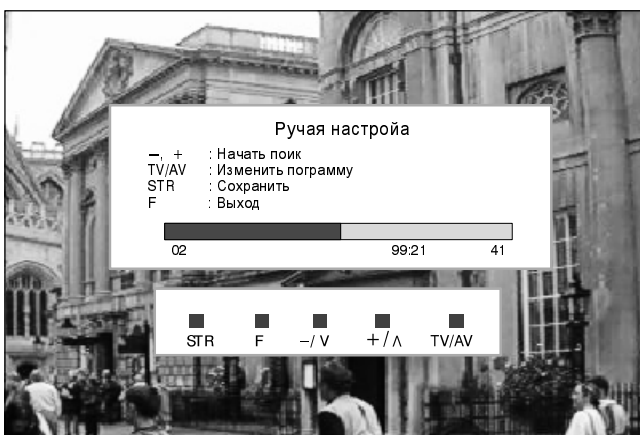 Ручая настройа
–, + : Начать поик
TV/AV : Изменить пограмму
STR : Сохранить
F : Выход
02 99:21 41
STR F –/ V +/Λ TV/AV